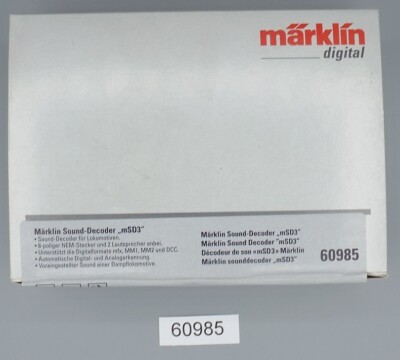 märklin
digital
Märklin Sound-Decoder „mSD3"
• Sound-Decoder für Lokomotiven.
• 8-poliger NEM-Stecker und 2 Lautsprecher anbei.
• Unterstützt die Digitalformate mfx, MM1, MM2 und DCC.
• Automatische Digital- und Analogerkennung.
• Voreingestellter Sound einer Dampflokomotive.
Märklin Sound-Decoder „mSD3"
Märklin Sound Decoder "mSD3"
Décodeur de son «mSD3» Märklin
Märklin sounddecoder „mSD3"
60985
60985